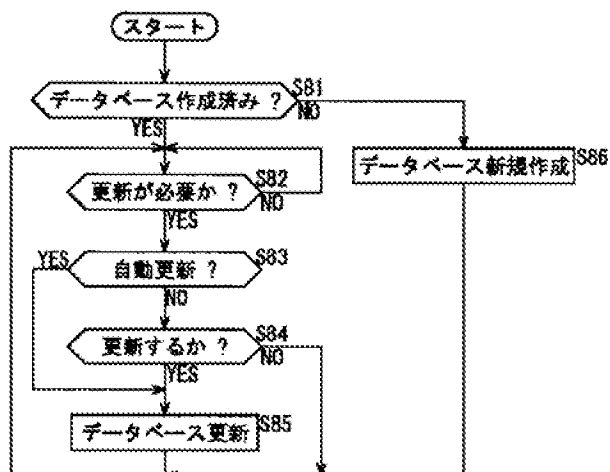 スタート
データベース作成済み ?
S81
NO
YES
データベース新規作成
S86
更新が必要か ?
S82
NO
YES
自動更新 ?
S83
YES
NO
更新するか ?
S84
NO
YES
データベース更新
S85